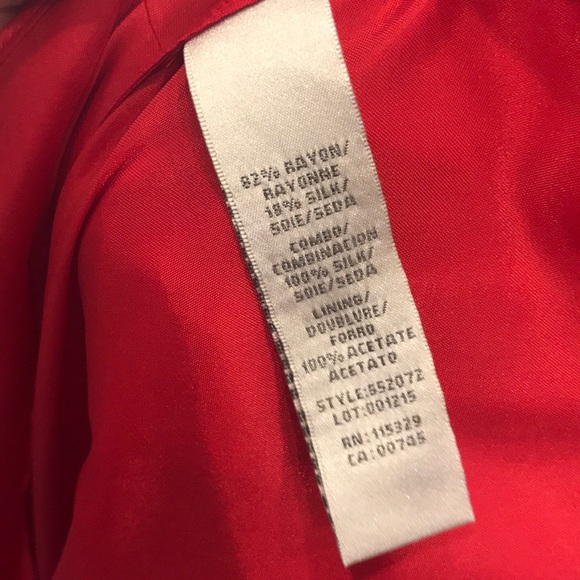 82% RAYON/
RAYONNE
18% SILK/
SOIE/SEDA
COMBO/
COMBINACION
100% SILK/
SOIE/SEDA
LINING/
DOUBLURE/
FORRO
100% ACETATE
ACETATO
STYLE:652072
LOT:001215
RN:115329
CA:00745